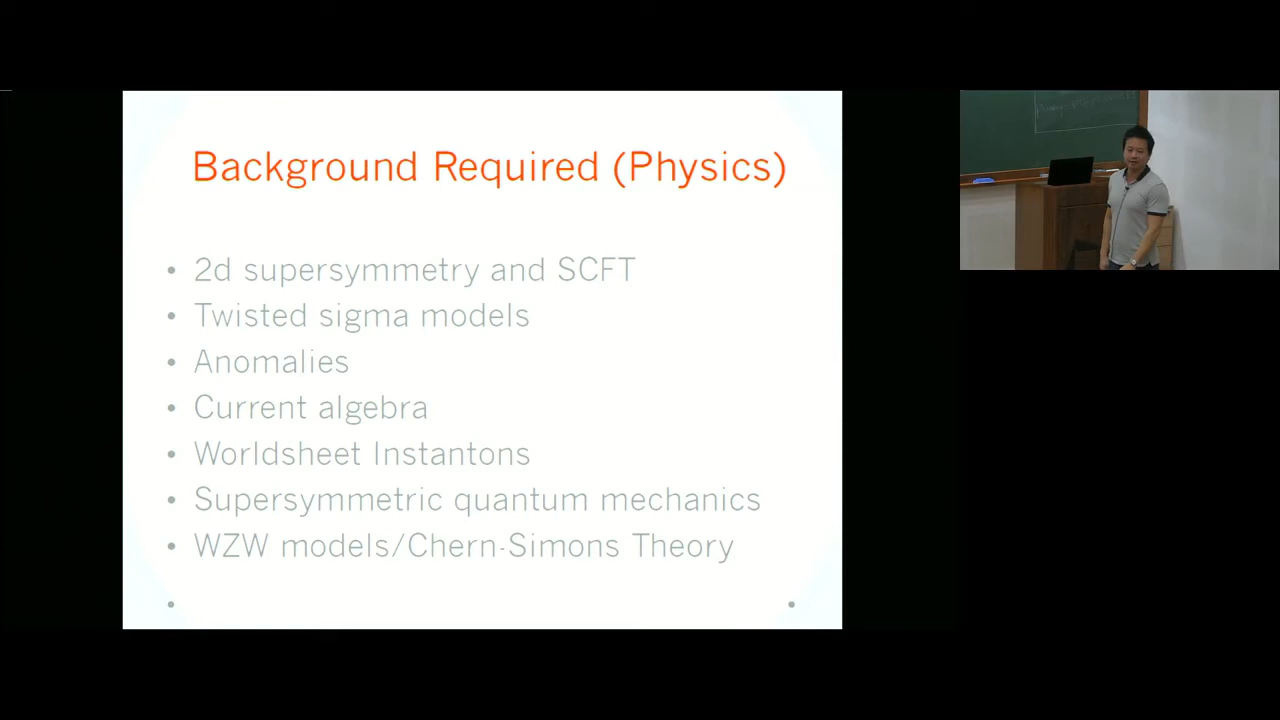 Background Required (Physics)
• 2d supersymmetry and SCFT
• Twisted sigma models
• Anomalies
• Current algebra
• Worldsheet Instantons
• Supersymmetric quantum mechanics
• WZW models/Chern-Simons Theory